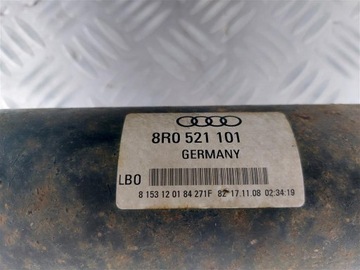 8R0 521 101
GERMANY
LB0
8 153 12 01 84 271F 82 17.11.08 02:34:19